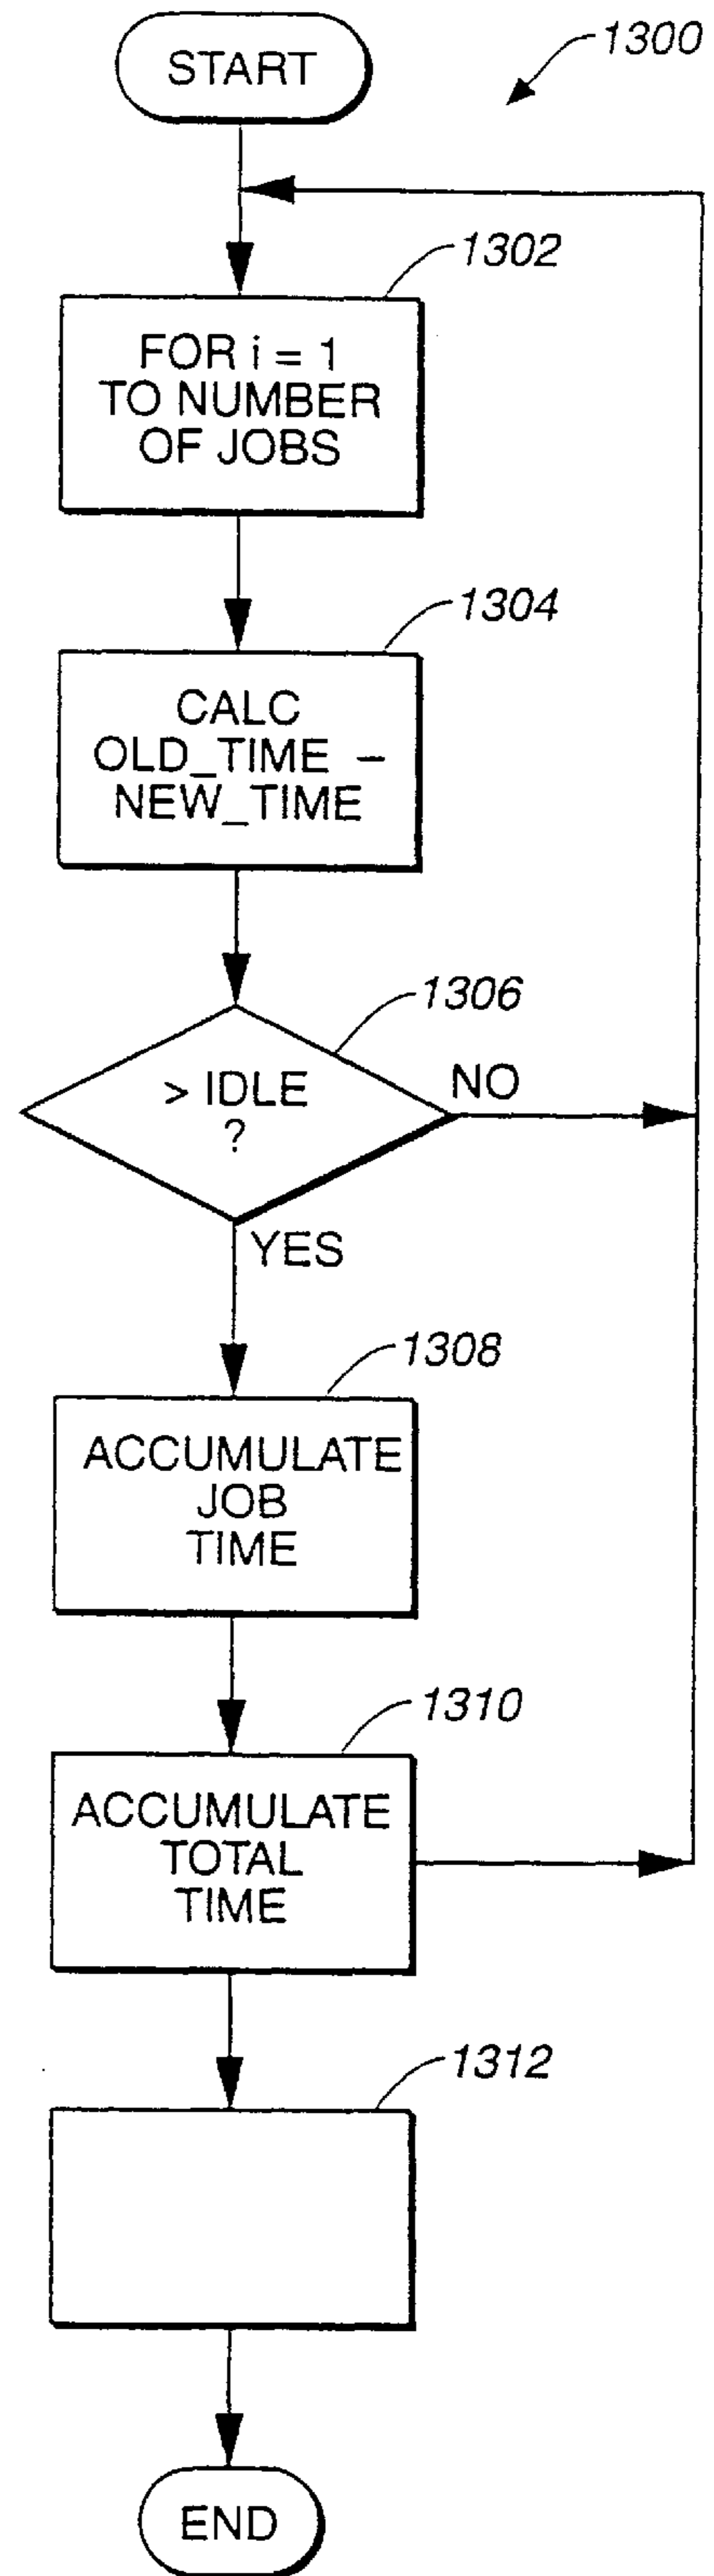 START
1300
1302
FOR i = 1
TO NUMBER
OF JOBS
1304
CALC
OLD_TIME –
NEW_TIME
1306
> IDLE
?
NO
YES
1308
ACCUMULATE
JOB
TIME
1310
ACCUMULATE
TOTAL
TIME
1312
END